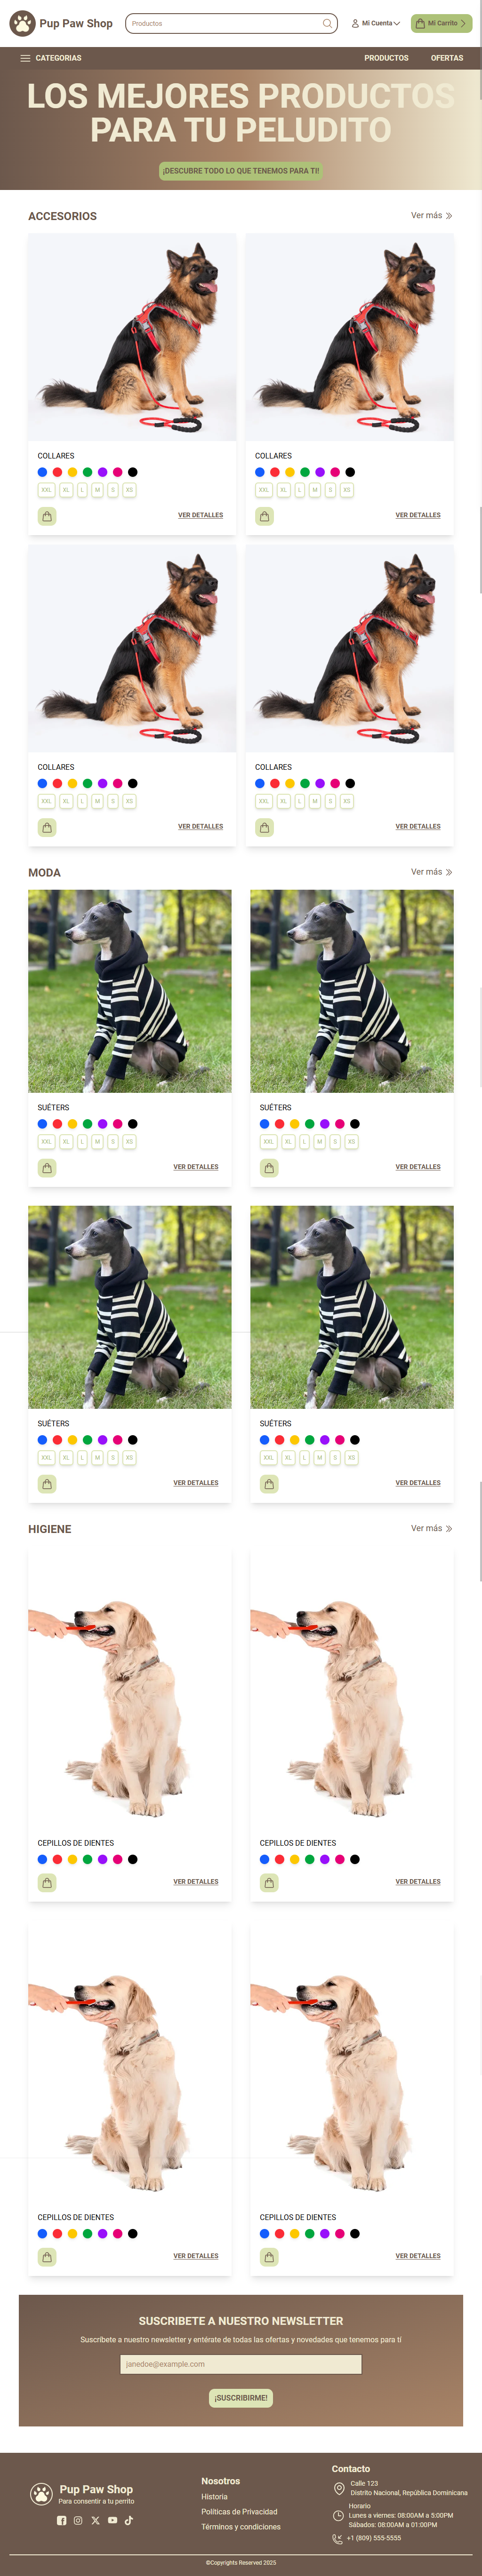 Pup Paw Shop
Productos
Mi Cuenta
Mi Carrito
CATEGORIAS
PRODUCTOS
OFERTAS
LOS MEJORES PRODUCTOS
PARA TU PELUDITO
¡DESCUBRE TODO LO QUE TENEMOS PARA TI!
ACCESORIOS
Ver más
COLLARES
XXL XL L M S XS
VER DETALLES
COLLARES
XXL XL L M S XS
VER DETALLES
COLLARES
XXL XL L M S XS
VER DETALLES
COLLARES
XXL XL L M S XS
VER DETALLES
MODA
Ver más
SUÉTERS
XXL XL L M S XS
VER DETALLES
SUÉTERS
XXL XL L M S XS
VER DETALLES
SUÉTERS
XXL XL L M S XS
VER DETALLES
SUÉTERS
XXL XL L M S XS
VER DETALLES
HIGIENE
Ver más
CEPILLOS DE DIENTES
VER DETALLES
CEPILLOS DE DIENTES
VER DETALLES
CEPILLOS DE DIENTES
VER DETALLES
CEPILLOS DE DIENTES
VER DETALLES
SUSCRIBETE A NUESTRO NEWSLETTER
Suscríbete a nuestro newsletter y entérate de todas las ofertas y novedades que tenemos para tí
janedoe@example.com
¡SUSCRIBIRME!
Pup Paw Shop
Para consentir a tu perrito
Nosotros
Historia
Políticas de Privacidad
Términos y condiciones
Contacto
Calle 123
Distrito Nacional, República Dominicana
Horario
Lunes a viernes: 08:00AM a 5:00PM
Sábados: 08:00AM a 01:00PM
+1 (809) 555-5555
©Copyrights Reserved 2025